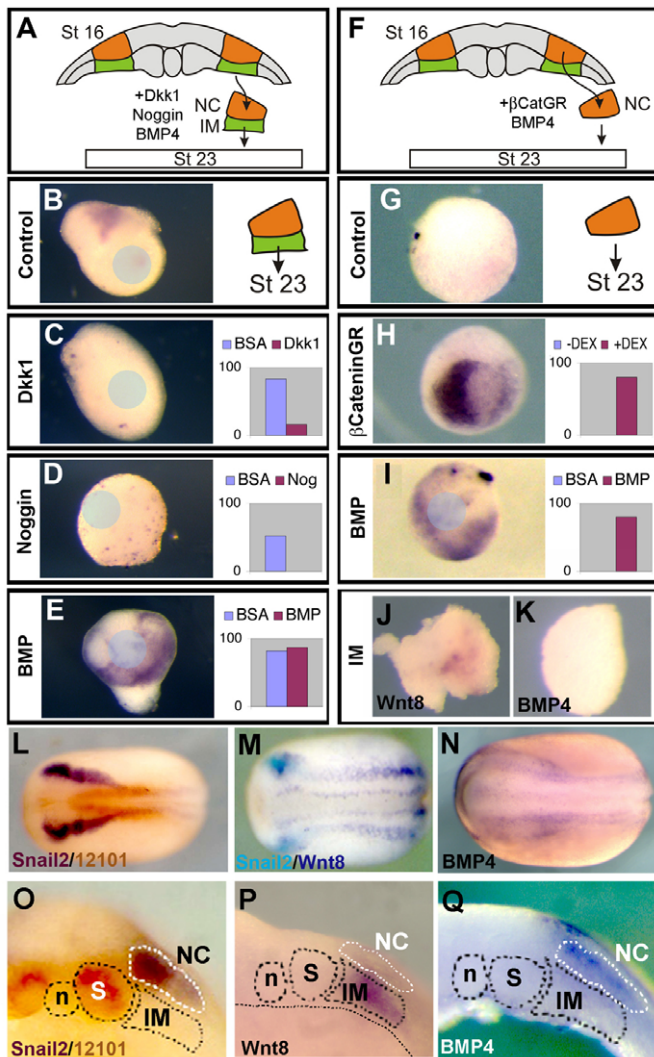 A
St 16
+Dkk1
Noggin
BMP4
NC
IM
St 23
F
St 16
+βCatGR
BMP4
NC
St 23
Control
B
St 23
Control
G
St 23
Dkk1
C
BSA Dkk1
100
0
βCateninGR
H
-DEX +DEX
100
0
Noggin
D
BSA Nog
100
0
BMP
I
BSA BMP
100
0
BMP
E
BSA BMP
100
0
IM
J
Wnt8
K
BMP4
L
Snail2/12101
M
Snail2/Wnt8
N
BMP4
O
NC
n
S
IM
Snail2/12101
P
NC
n
S
IM
Wnt8
Q
NC
n
S
IM
BMP4